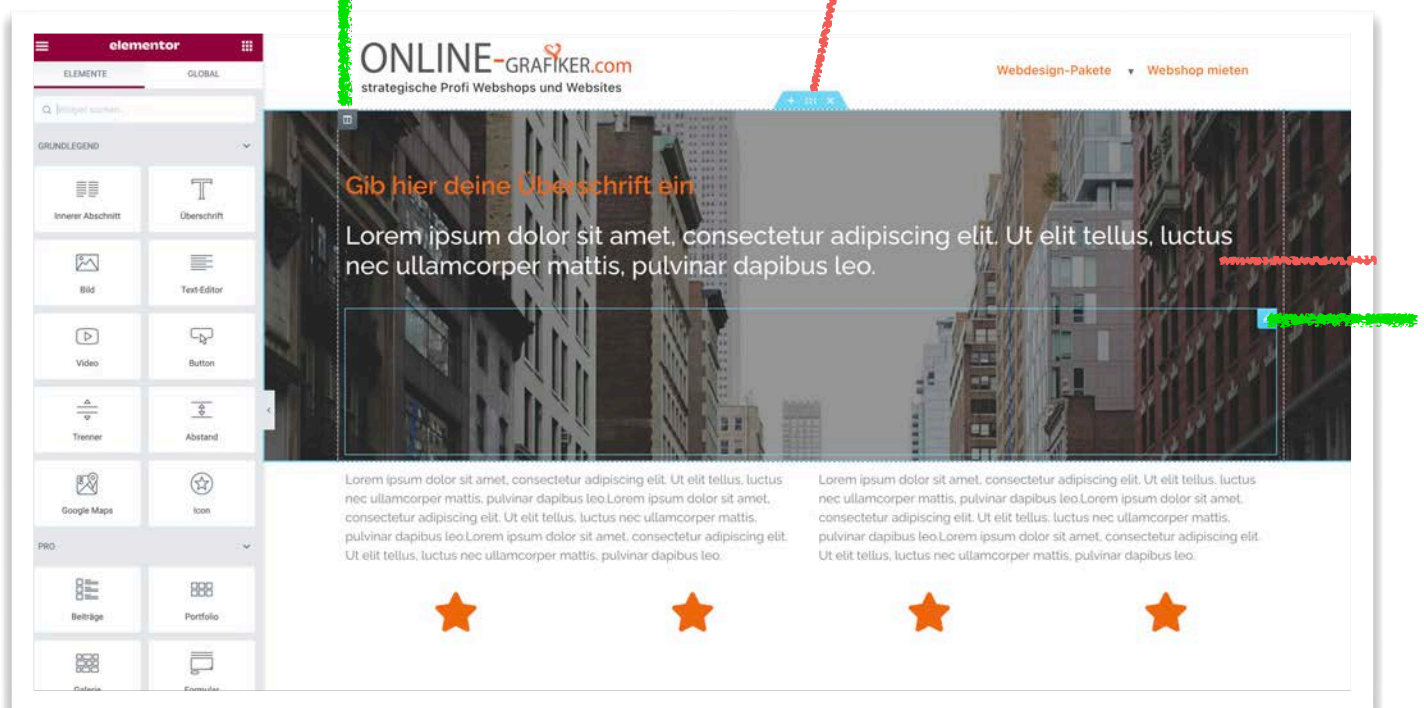 elementor
ELEMENTE GLOBAL
Widget suchen...
GRUNDLEGEND
Innerer Abschnitt Überschrift
Bild Text-Editor
Video Button
Trenner Abstand
Google Maps Icon
PRO
Beiträge Portfolio
Galerie Formular
ONLINE-GRAFIKER.com
strategische Profi Webshops und Websites
Webdesign-Pakete ▼ Webshop mieten
Gib hier deine Überschrift ein
Lorem ipsum dolor sit amet, consectetur adipiscing elit. Ut elit tellus, luctus
nec ullamcorper mattis, pulvinar dapibus leo.
Lorem ipsum dolor sit amet, consectetur adipiscing elit. Ut elit tellus, luctus
nec ullamcorper mattis, pulvinar dapibus leo.Lorem ipsum dolor sit amet,
consectetur adipiscing elit. Ut elit tellus, luctus nec ullamcorper mattis,
pulvinar dapibus leo.Lorem ipsum dolor sit amet, consectetur adipiscing elit.
Ut elit tellus, luctus nec ullamcorper mattis, pulvinar dapibus leo.
Lorem ipsum dolor sit amet, consectetur adipiscing elit. Ut elit tellus, luctus
nec ullamcorper mattis, pulvinar dapibus leo.Lorem ipsum dolor sit amet,
consectetur adipiscing elit. Ut elit tellus, luctus nec ullamcorper mattis,
pulvinar dapibus leo.Lorem ipsum dolor sit amet, consectetur adipiscing elit.
Ut elit tellus, luctus nec ullamcorper mattis, pulvinar dapibus leo.